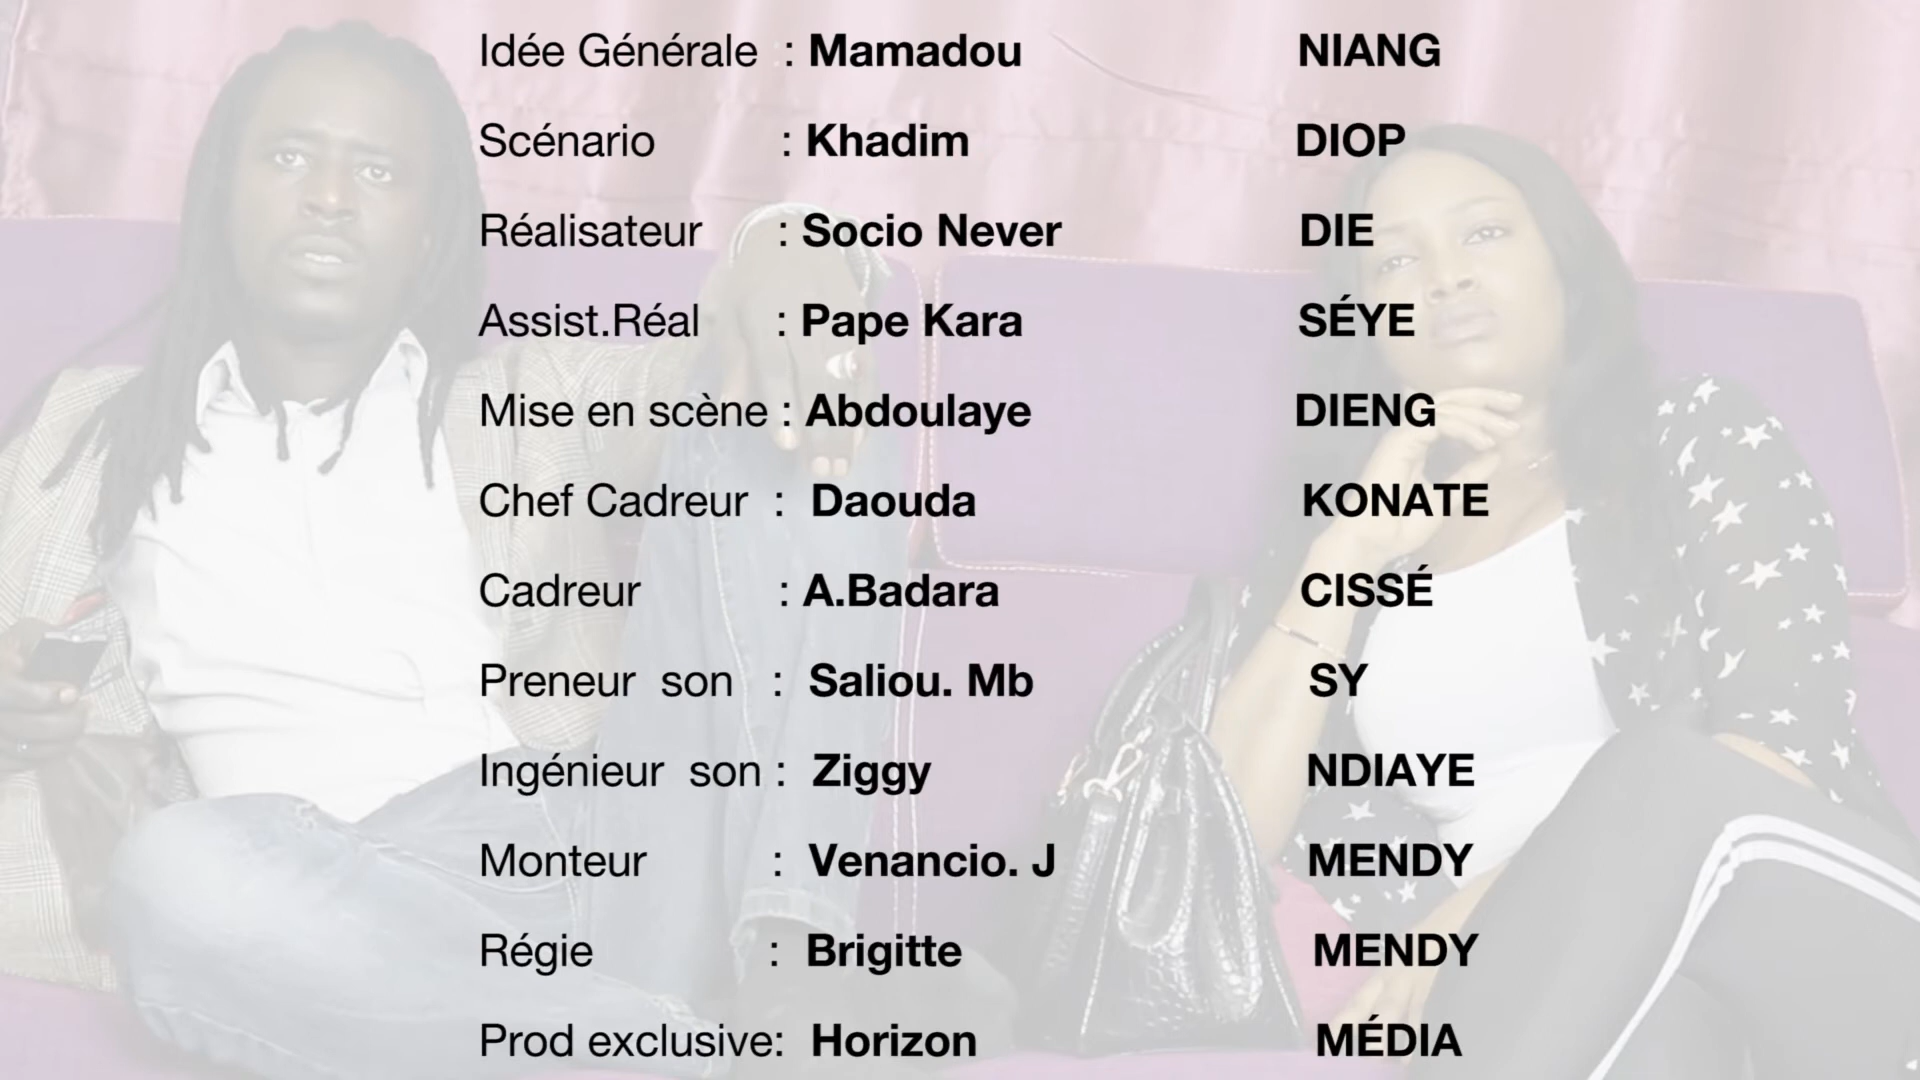 Idée Générale : Mamadou NIANG
Scénario : Khadim DIOP
Réalisateur : Socio Never DIE
Assist.Réal : Pape Kara SÉYE
Mise en scène : Abdoulaye DIENG
Chef Cadreur : Daouda KONATE
Cadreur : A.Badara CISSÉ
Preneur son : Saliou. Mb SY
Ingénieur son : Ziggy NDIAYE
Monteur : Venancio. J MENDY
Régie : Brigitte MENDY
Prod exclusive: Horizon MÉDIA